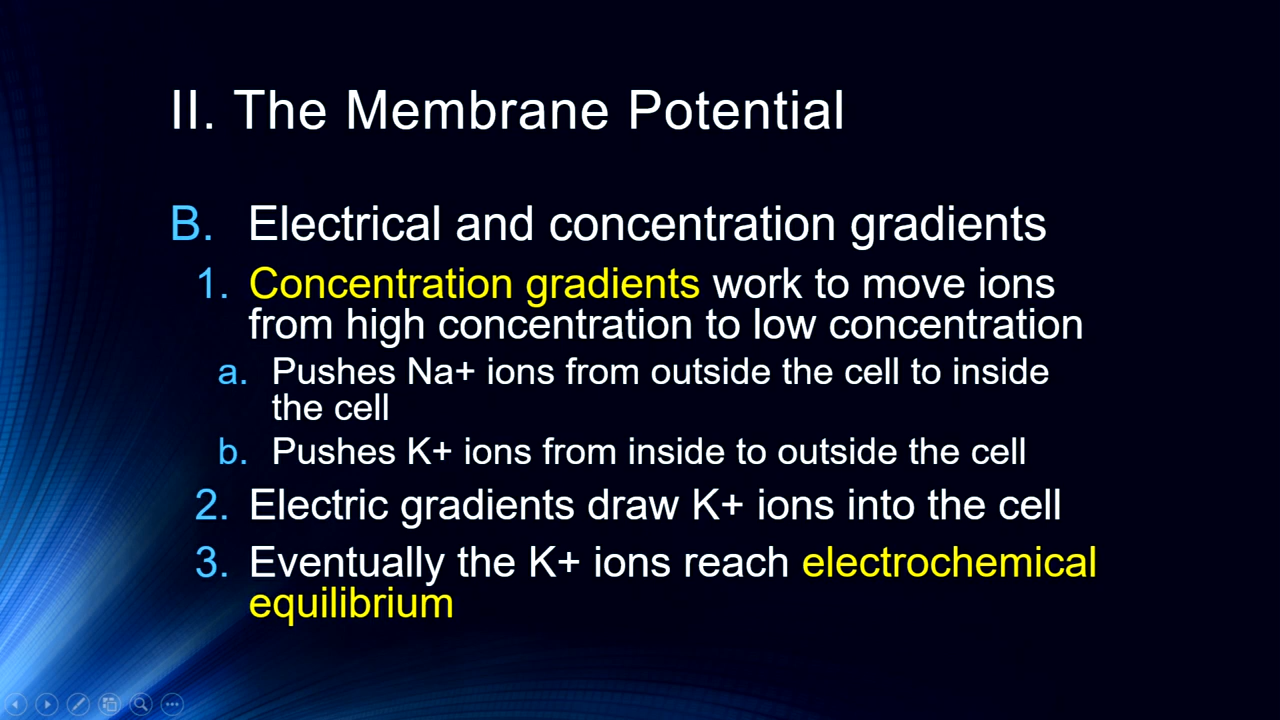 II. The Membrane Potential
B. Electrical and concentration gradients
1. Concentration gradients work to move ions
from high concentration to low concentration
a. Pushes Na+ ions from outside the cell to inside
the cell
b. Pushes K+ ions from inside to outside the cell
2. Electric gradients draw K+ ions into the cell
3. Eventually the K+ ions reach electrochemical
equilibrium